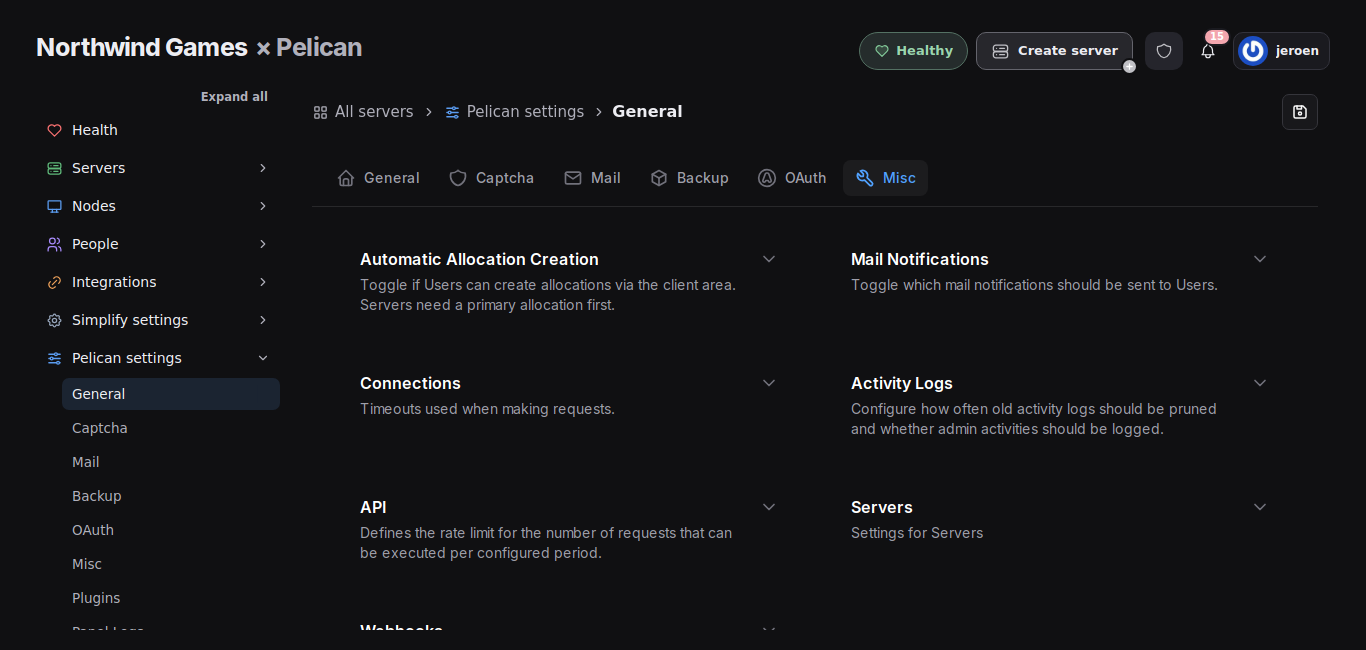 Northwind Games × Pelican
Healthy
Create server
15
jeroen
Expand all
Health
Servers
Nodes
People
Integrations
Simplify settings
Pelican settings
General
Captcha
Mail
Backup
OAuth
Misc
Plugins
Panel Logs
All servers > Pelican settings > General
General
Captcha
Mail
Backup
OAuth
Misc
Automatic Allocation Creation
Toggle if Users can create allocations via the client area.
Servers need a primary allocation first.
Mail Notifications
Toggle which mail notifications should be sent to Users.
Connections
Timeouts used when making requests.
Activity Logs
Configure how often old activity logs should be pruned
and whether admin activities should be logged.
API
Defines the rate limit for the number of requests that can
be executed per configured period.
Servers
Settings for Servers
Webhooks